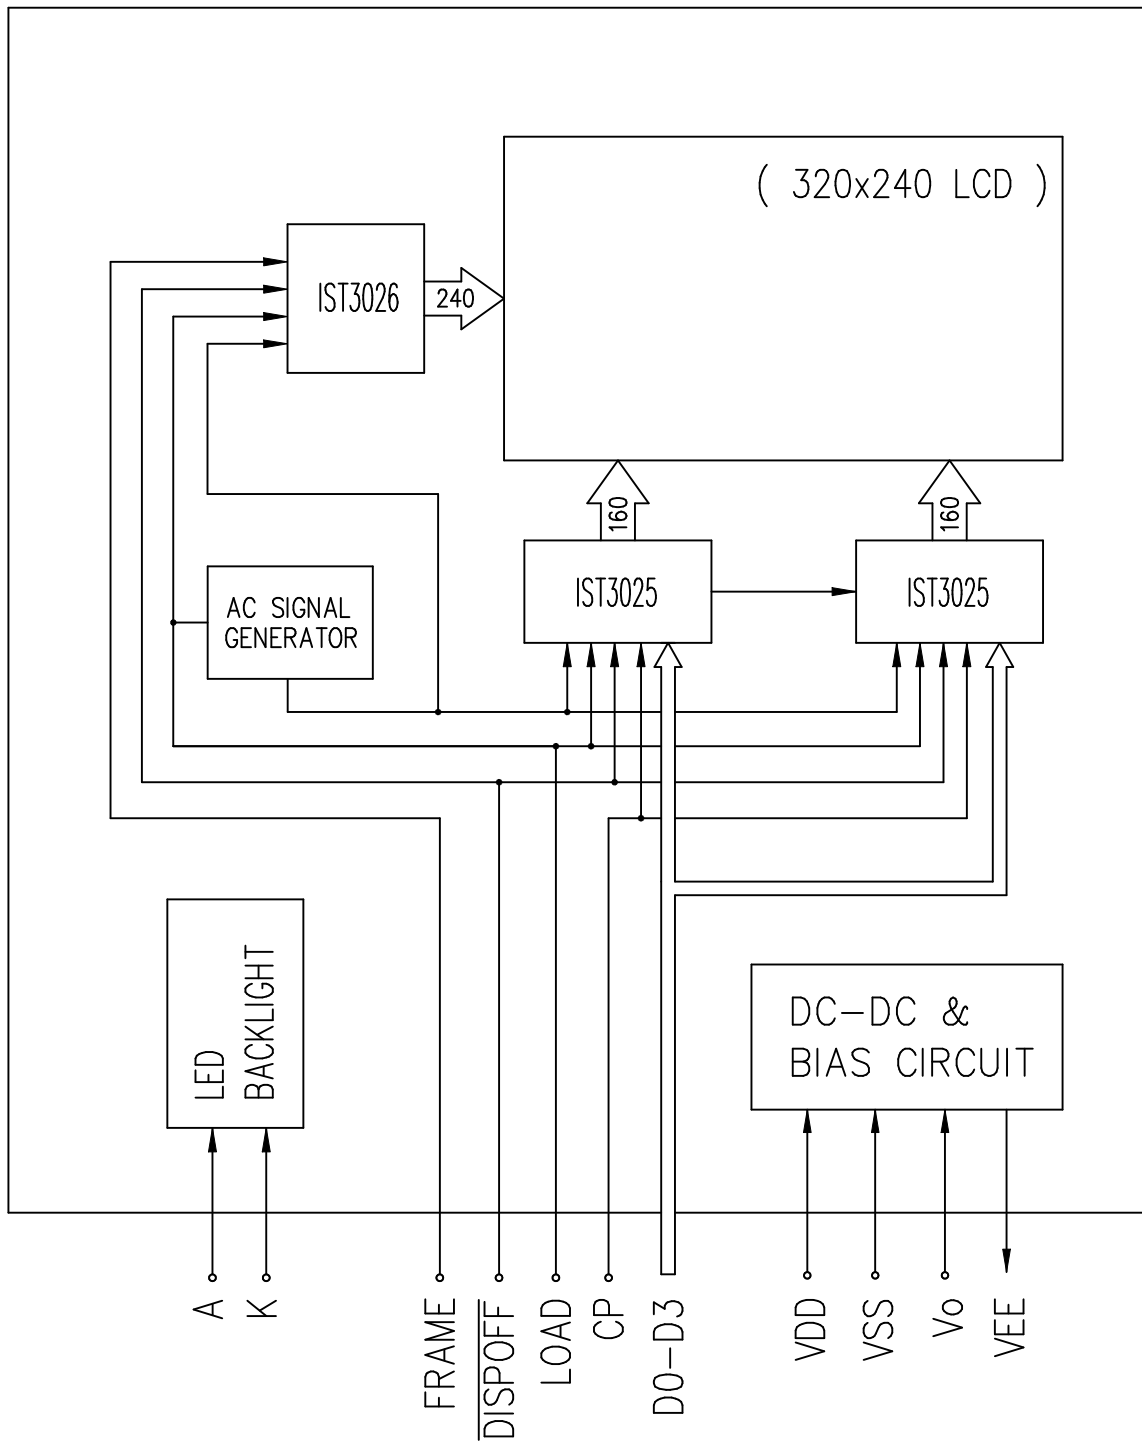 ( 320x240 LCD )
IST3026
240
160
160
IST3025
IST3025
AC SIGNAL
GENERATOR
LED
BACKLIGHT
DC-DC &
BIAS CIRCUIT
A
K
FRAME
DISPOFF
LOAD
CP
D0-D3
VDD
VSS
Vo
VEE